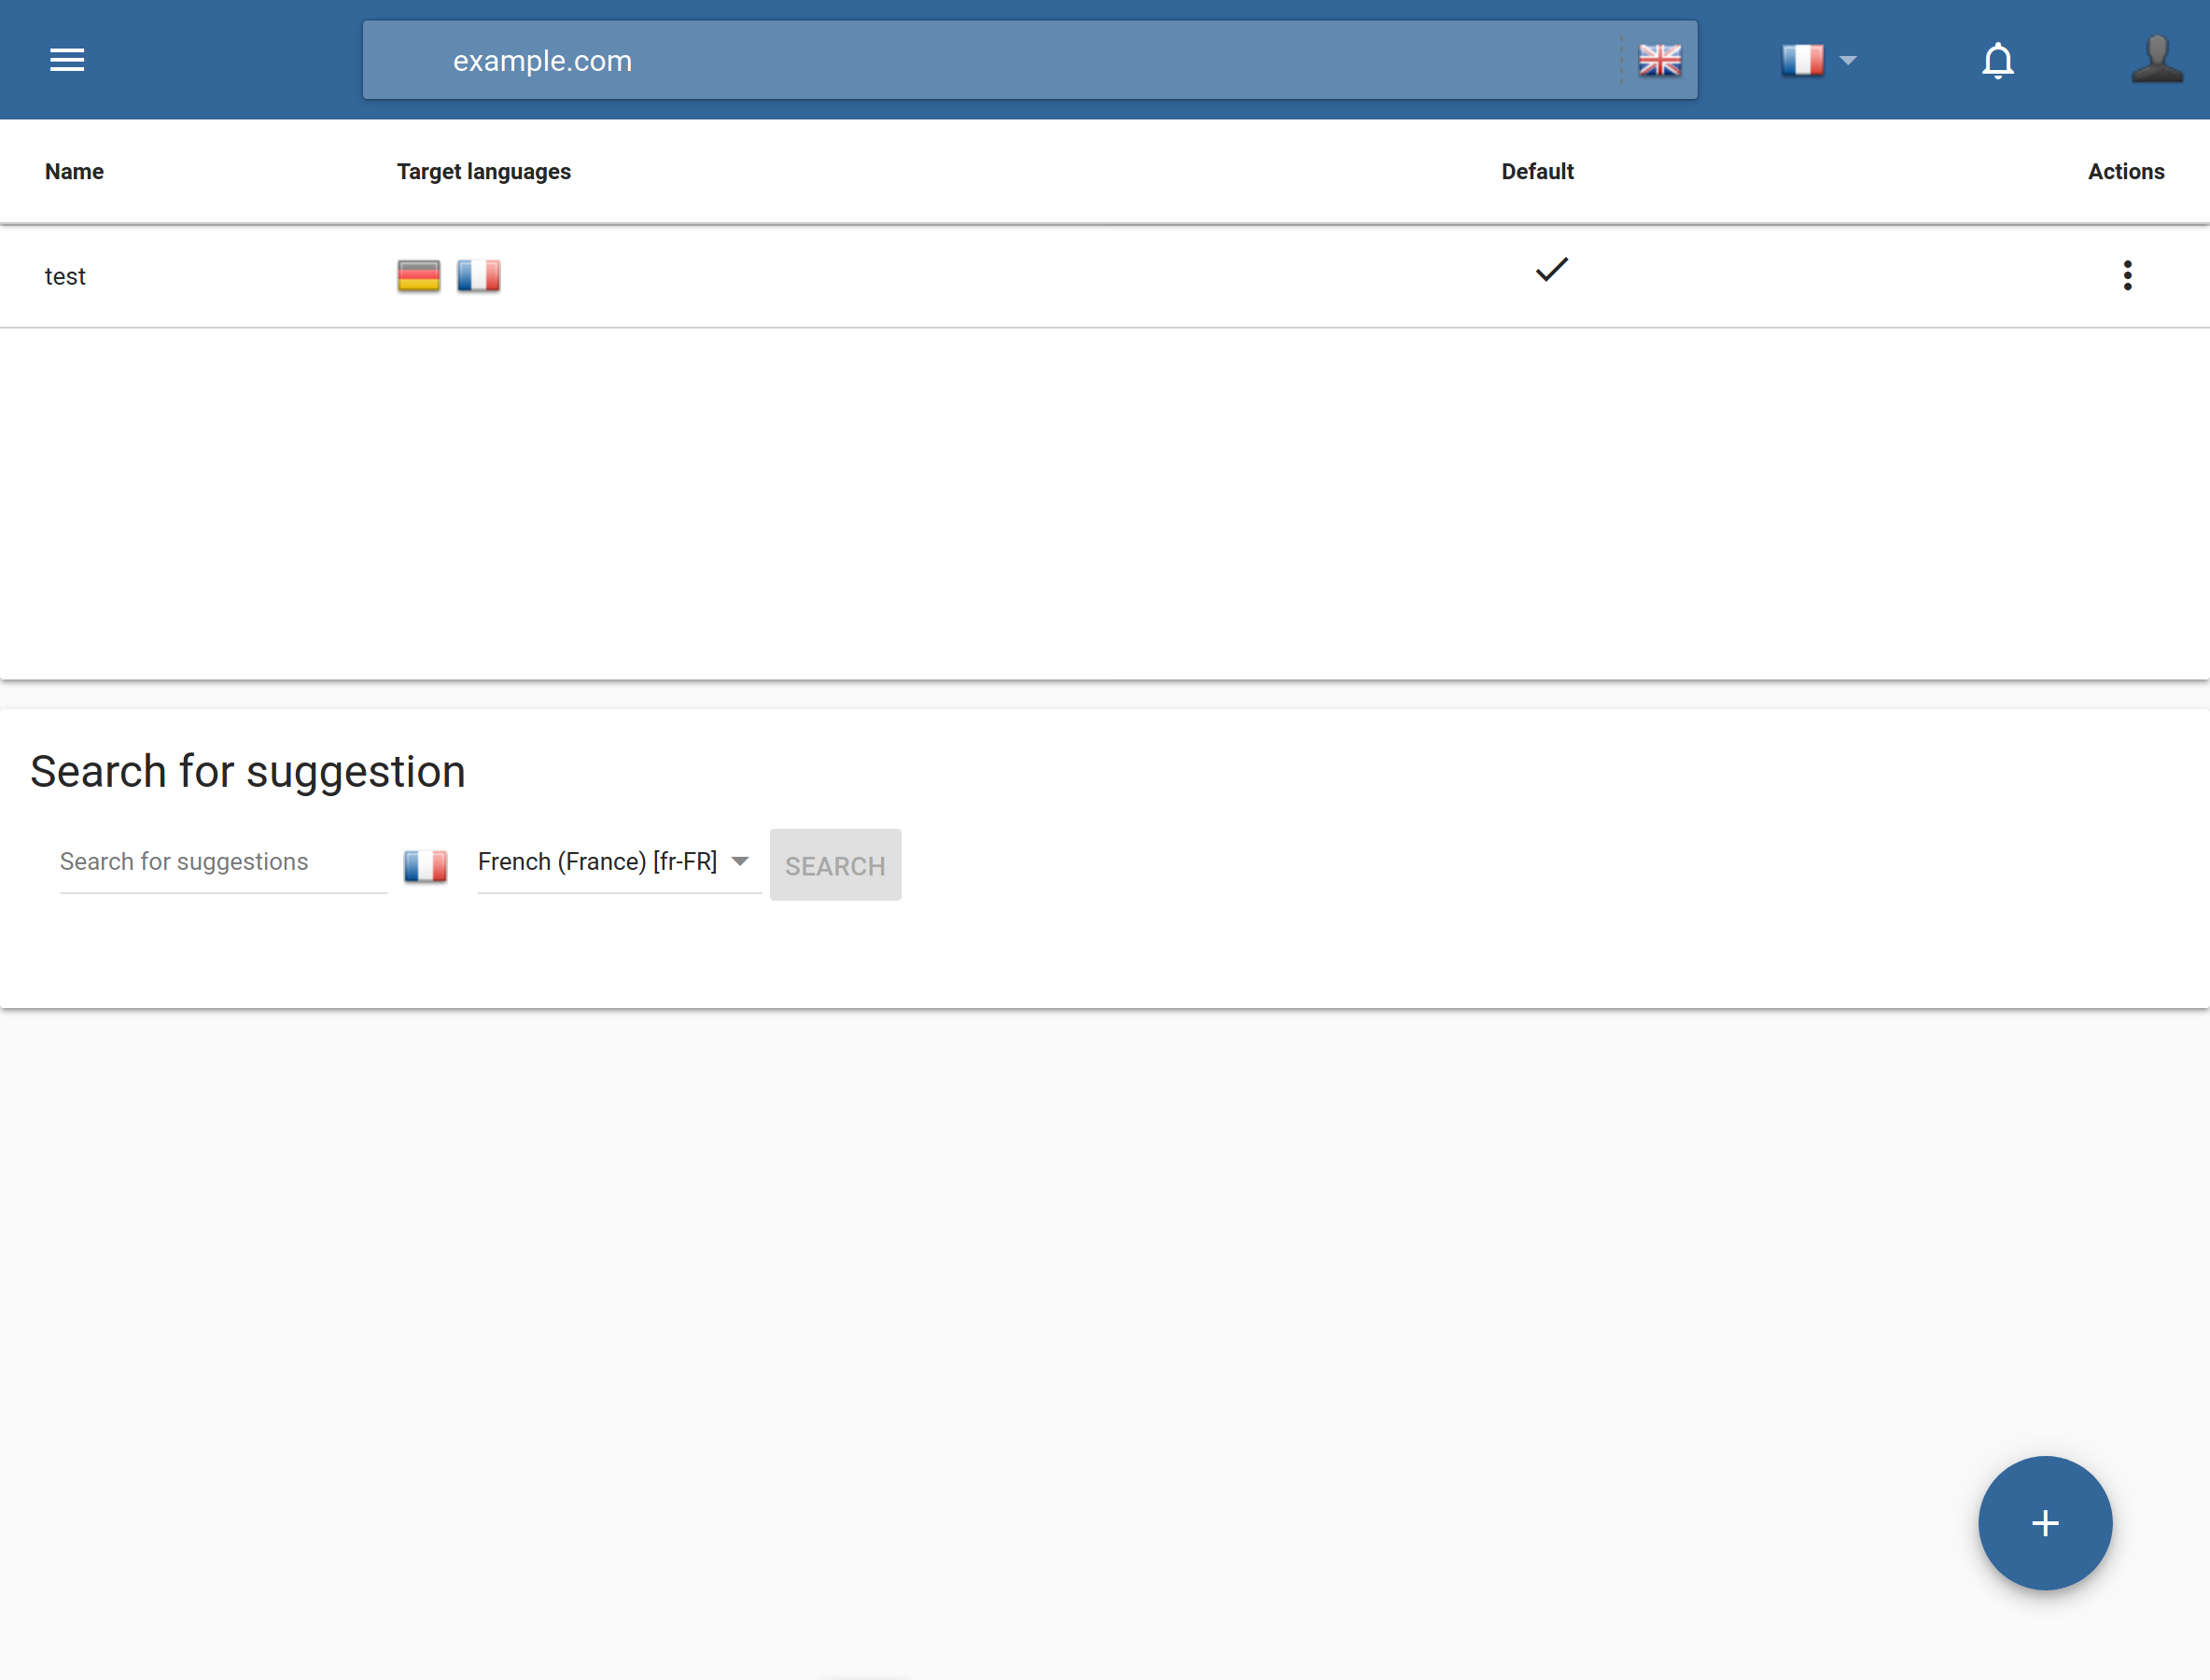 example.com
Name Target languages Default Actions
test
Search for suggestion
Search for suggestions French (France) [fr-FR] SEARCH